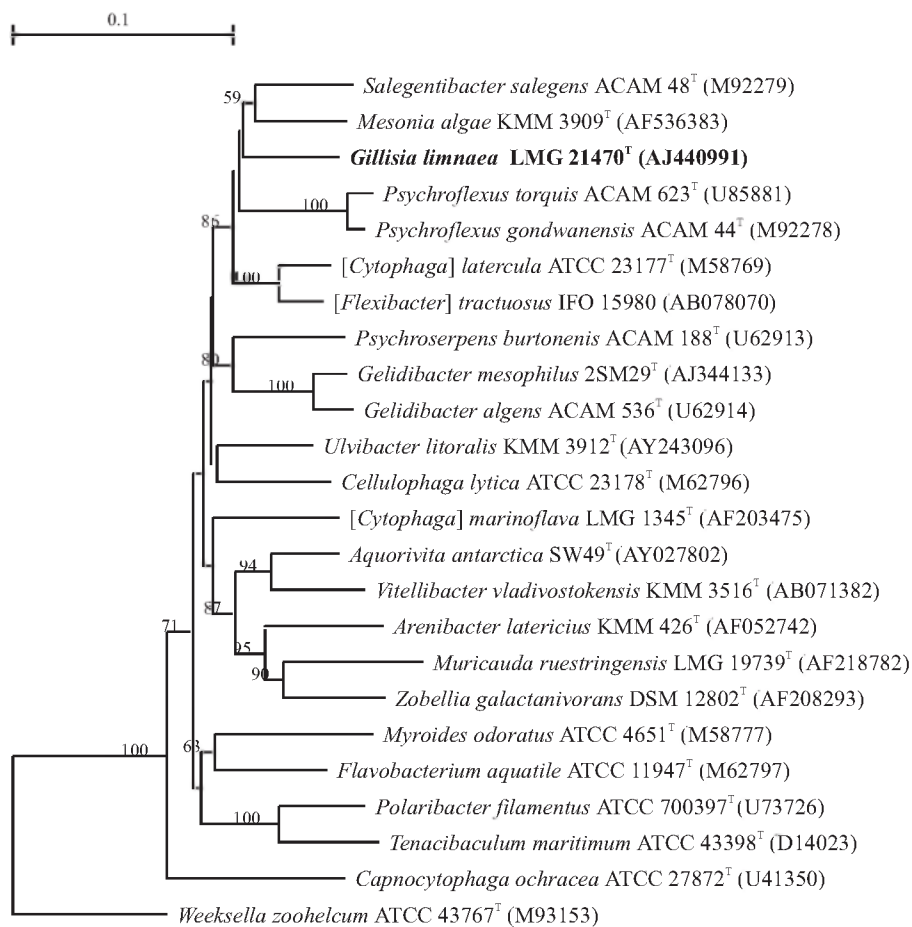 0.1
59
Salegentibacter salegens ACAM 48T (M92279)
Mesonia algae KMM 3909T (AF536383)
Gillisia limnaea LMG 21470T (AJ440991)
100
Psychroflexus torquis ACAM 623T (U85881)
Psychroflexus gondwanensis ACAM 44T (M92278)
86
[Cytophaga] latercula ATCC 23177T (M58769)
100
[Flexibacter] tractuosus IFO 15980 (AB078070)
Psychroserpens burtonenis ACAM 188T (U62913)
80
Gelidibacter mesophilus 2SM29T (AJ344133)
100
Gelidibacter algens ACAM 536T (U62914)
Ulvibacter litoralis KMM 3912T (AY243096)
Cellulophaga lytica ATCC 23178T (M62796)
[Cytophaga] marinoflava LMG 1345T (AF203475)
Aquorivita antarctica SW49T (AY027802)
94
Vitellibacter vladivostokensis KMM 3516T (AB071382)
87
Arenibacter latericius KMM 426T (AF052742)
71
95
Muricauda ruestringensis LMG 19739T (AF218782)
90
Zobellia galactanivorans DSM 12802T (AF208293)
Myroides odoratus ATCC 4651T (M58777)
63
100
Flavobacterium aquatile ATCC 11947T (M62797)
Polaribacter filamentus ATCC 700397T (U73726)
100
Tenacibaculum maritimum ATCC 43398T (D14023)
Capnocytophaga ochracea ATCC 27872T (U41350)
Weeksella zoohelcum ATCC 43767T (M93153)